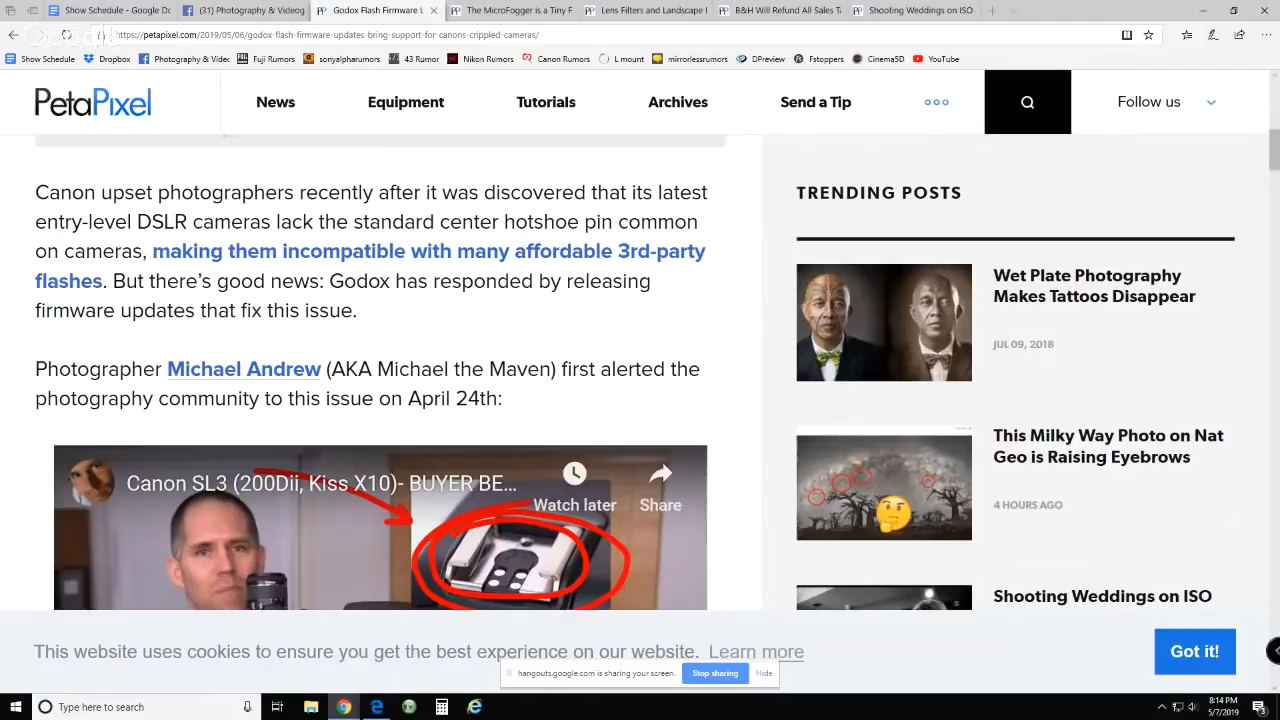 Show Schedule - Google Do
(31) Photography & Videog
Godox Flash Firmware U
The MicroFogger is a Tiny F
Lens Filters and Landscape I
B&H Will Refund All Sales Ta
Shooting Weddings on ISO
https://petapixel.com/2019/05/06/godox-flash-firmware-updates-bring-support-for-canons-crippled-cameras/
Show Schedule
Dropbox
Photography & Video
Fuji Rumors
sonyalpharumors
43 Rumor
Nikon Rumors
Canon Rumors
L mount
mirrorlessrumors
DPreview
Fstoppers
Cinema5D
YouTube
PetaPixel
News
Equipment
Tutorials
Archives
Send a Tip
Follow us
Canon upset photographers recently after it was discovered that its latest
entry-level DSLR cameras lack the standard center hotshoe pin common
on cameras, making them incompatible with many affordable 3rd-party
flashes. But there’s good news: Godox has responded by releasing
firmware updates that fix this issue.
Photographer Michael Andrew (AKA Michael the Maven) first alerted the
photography community to this issue on April 24th:
Canon SL3 (200Dii, Kiss X10)- BUYER BE...
Watch later
Share
TRENDING POSTS
Wet Plate Photography
Makes Tattoos Disappear
JUL 09, 2018
This Milky Way Photo on Nat
Geo is Raising Eyebrows
4 HOURS AGO
Shooting Weddings on ISO
This website uses cookies to ensure you get the best experience on our website. Learn more
Got it!
hangouts.google.com is sharing your screen.
Stop sharing
Hide
Type here to search
8:14 PM
5/7/2019